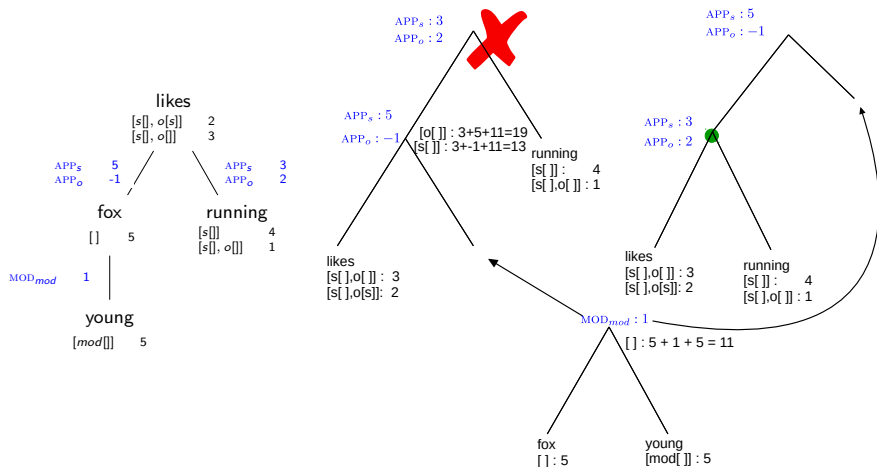 likes
[s[], o[s]] 2
[s[], o[]] 3
APPs 5
APPo -1
APPs 3
APPo 2
fox
[ ] 5
running
[s[]] 4
[s[], o[]] 1
MODmod 1
young
[mod[]] 5
APPs : 3
APPo : 2
APPs : 5
APPo : −1
[o[ ]] : 3+5+11=19
[s[ ]] : 3+-1+11=13
running
[s[ ]] : 4
[s[ ],o[ ]] : 1
likes
[s[ ],o[ ]] : 3
[s[ ],o[s]]: 2
APPs : 5
APPo : −1
APPs : 3
APPo : 2
likes
[s[ ],o[ ]] : 3
[s[ ],o[s]]: 2
running
[s[ ]] : 4
[s[ ],o[ ]] : 1
MODmod : 1
[ ] : 5 + 1 + 5 = 11
fox
[ ] : 5
young
[mod[ ]] : 5